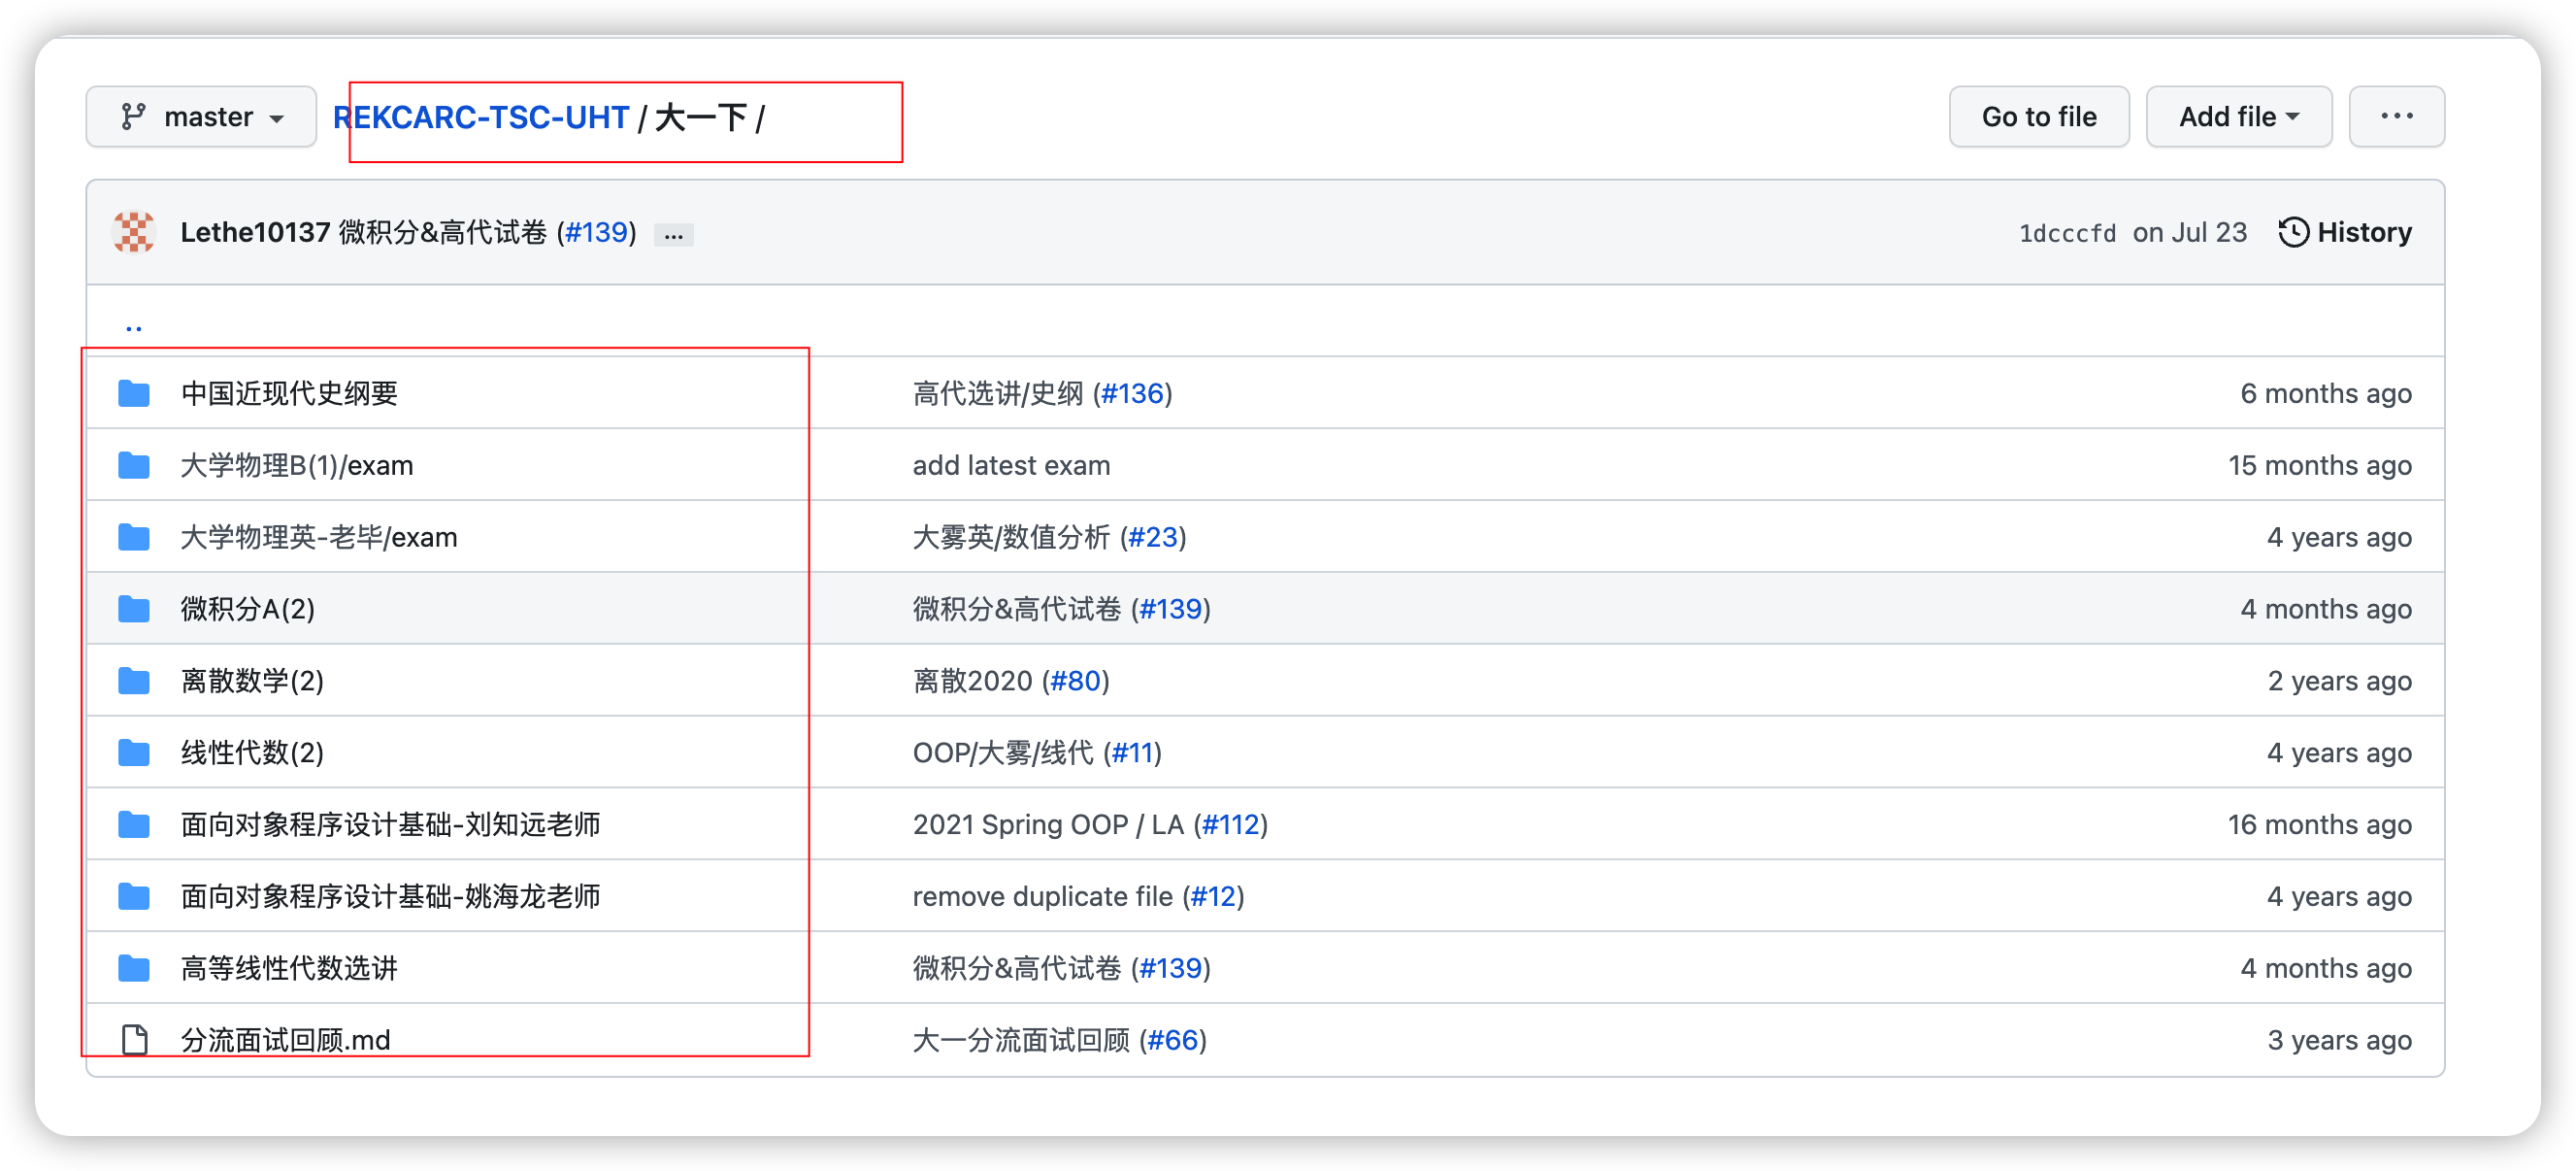 master REKCARC-TSC-UHT / 大一下 / Go to file Add file ...
Lethe10137 微积分&高代试卷 (#139) ... 1dcccfd on Jul 23 History
..
中国近现代史纲要 高代选讲/史纲 (#136) 6 months ago
大学物理B(1)/exam add latest exam 15 months ago
大学物理英-老毕/exam 大雾英/数值分析 (#23) 4 years ago
微积分A(2) 微积分&高代试卷 (#139) 4 months ago
离散数学(2) 离散2020 (#80) 2 years ago
线性代数(2) OOP/大雾/线代 (#11) 4 years ago
面向对象程序设计基础-刘知远老师 2021 Spring OOP / LA (#112) 16 months ago
面向对象程序设计基础-姚海龙老师 remove duplicate file (#12) 4 years ago
高等线性代数选讲 微积分&高代试卷 (#139) 4 months ago
分流面试回顾.md 大一分流面试回顾 (#66) 3 years ago